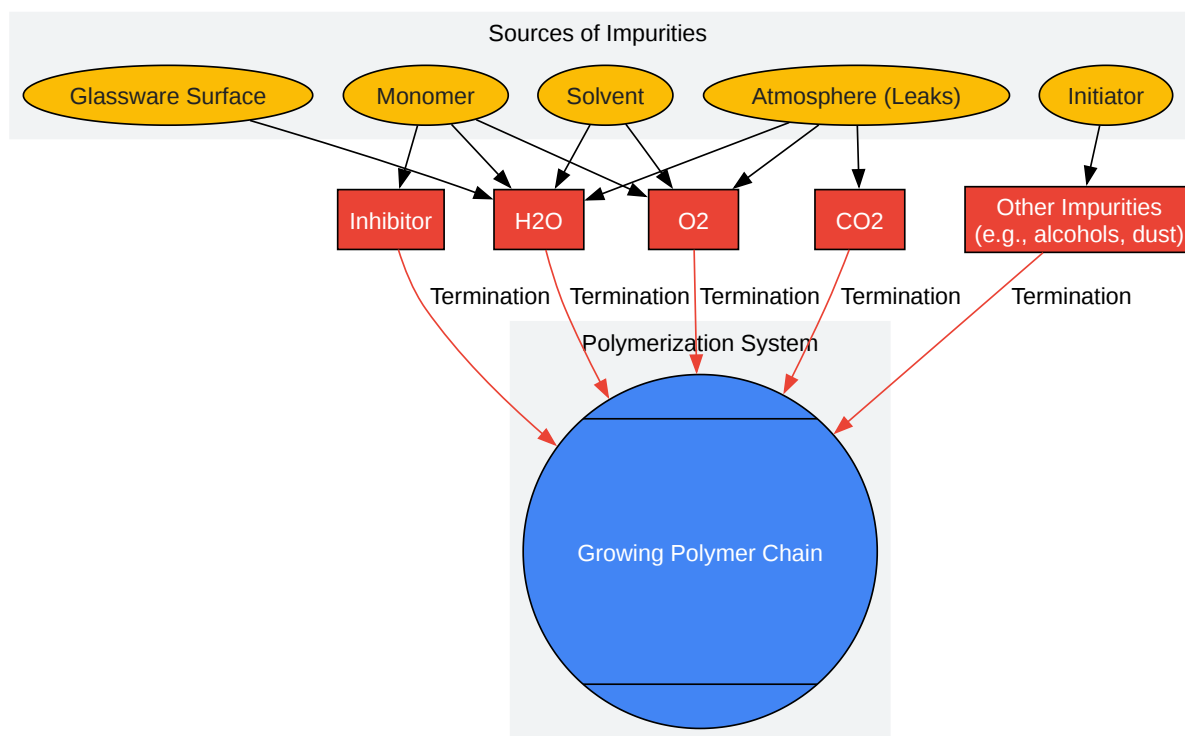 Sources of Impurities
Glassware Surface
Monomer
Solvent
Atmosphere (Leaks)
Initiator
Inhibitor
H2O
O2
CO2
Other Impurities
(e.g., alcohols, dust)
Termination
Termination
Termination
Termination
Termination
Polymerization System
Growing Polymer Chain